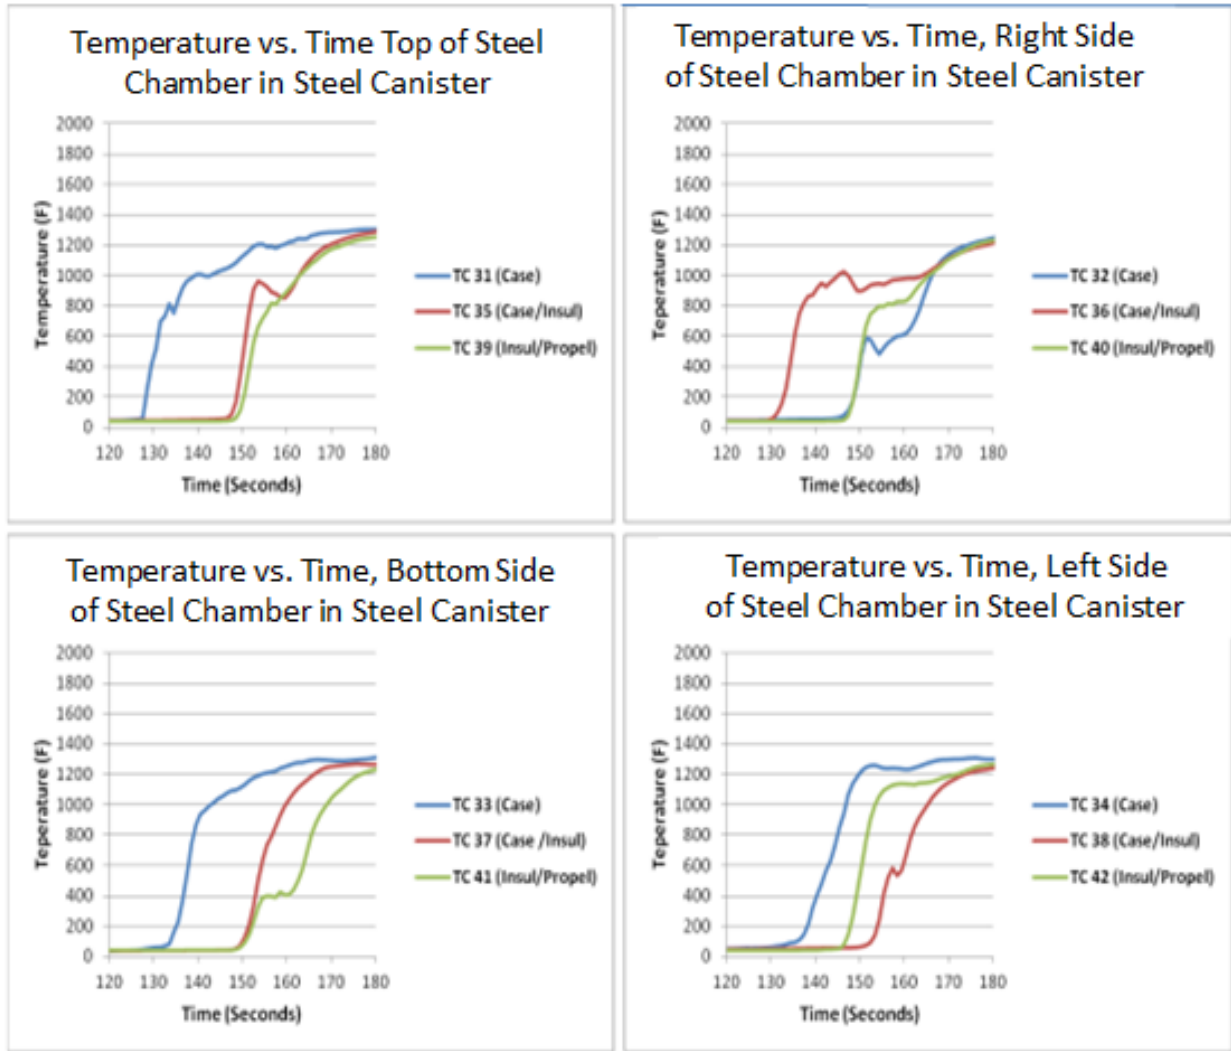 Temperature vs. Time Top of Steel
Chamber in Steel Canister
2000
1800
1600
1400
1200
1000
800
600
400
200
0
Temperature (F)
120 130 140 150 160 170 180
Time (Seconds)
TC 31 (Case)
TC 35 (Case/Insul)
TC 39 (Insul/Propel)
Temperature vs. Time, Right Side
of Steel Chamber in Steel Canister
2000
1800
1600
1400
1200
1000
800
600
400
200
0
Teperature (F)
120 130 140 150 160 170 180
Time (Seconds)
TC 32 (Case)
TC 36 (Case/Insul)
TC 40 (Insul/Propel)
Temperature vs. Time, Bottom Side
of Steel Chamber in Steel Canister
2000
1800
1600
1400
1200
1000
800
600
400
200
0
Teperature (F)
120 130 140 150 160 170 180
Time (Seconds)
TC 33 (Case)
TC 37 (Case /Insul)
TC 41 (Insul/Propel)
Temperature vs. Time, Left Side
of Steel Chamber in Steel Canister
2000
1800
1600
1400
1200
1000
800
600
400
200
0
Teperature (F)
120 130 140 150 160 170 180
Time (Seconds)
TC 34 (Case)
TC 38 (Case/Insul)
TC 42 (Insul/Propel)